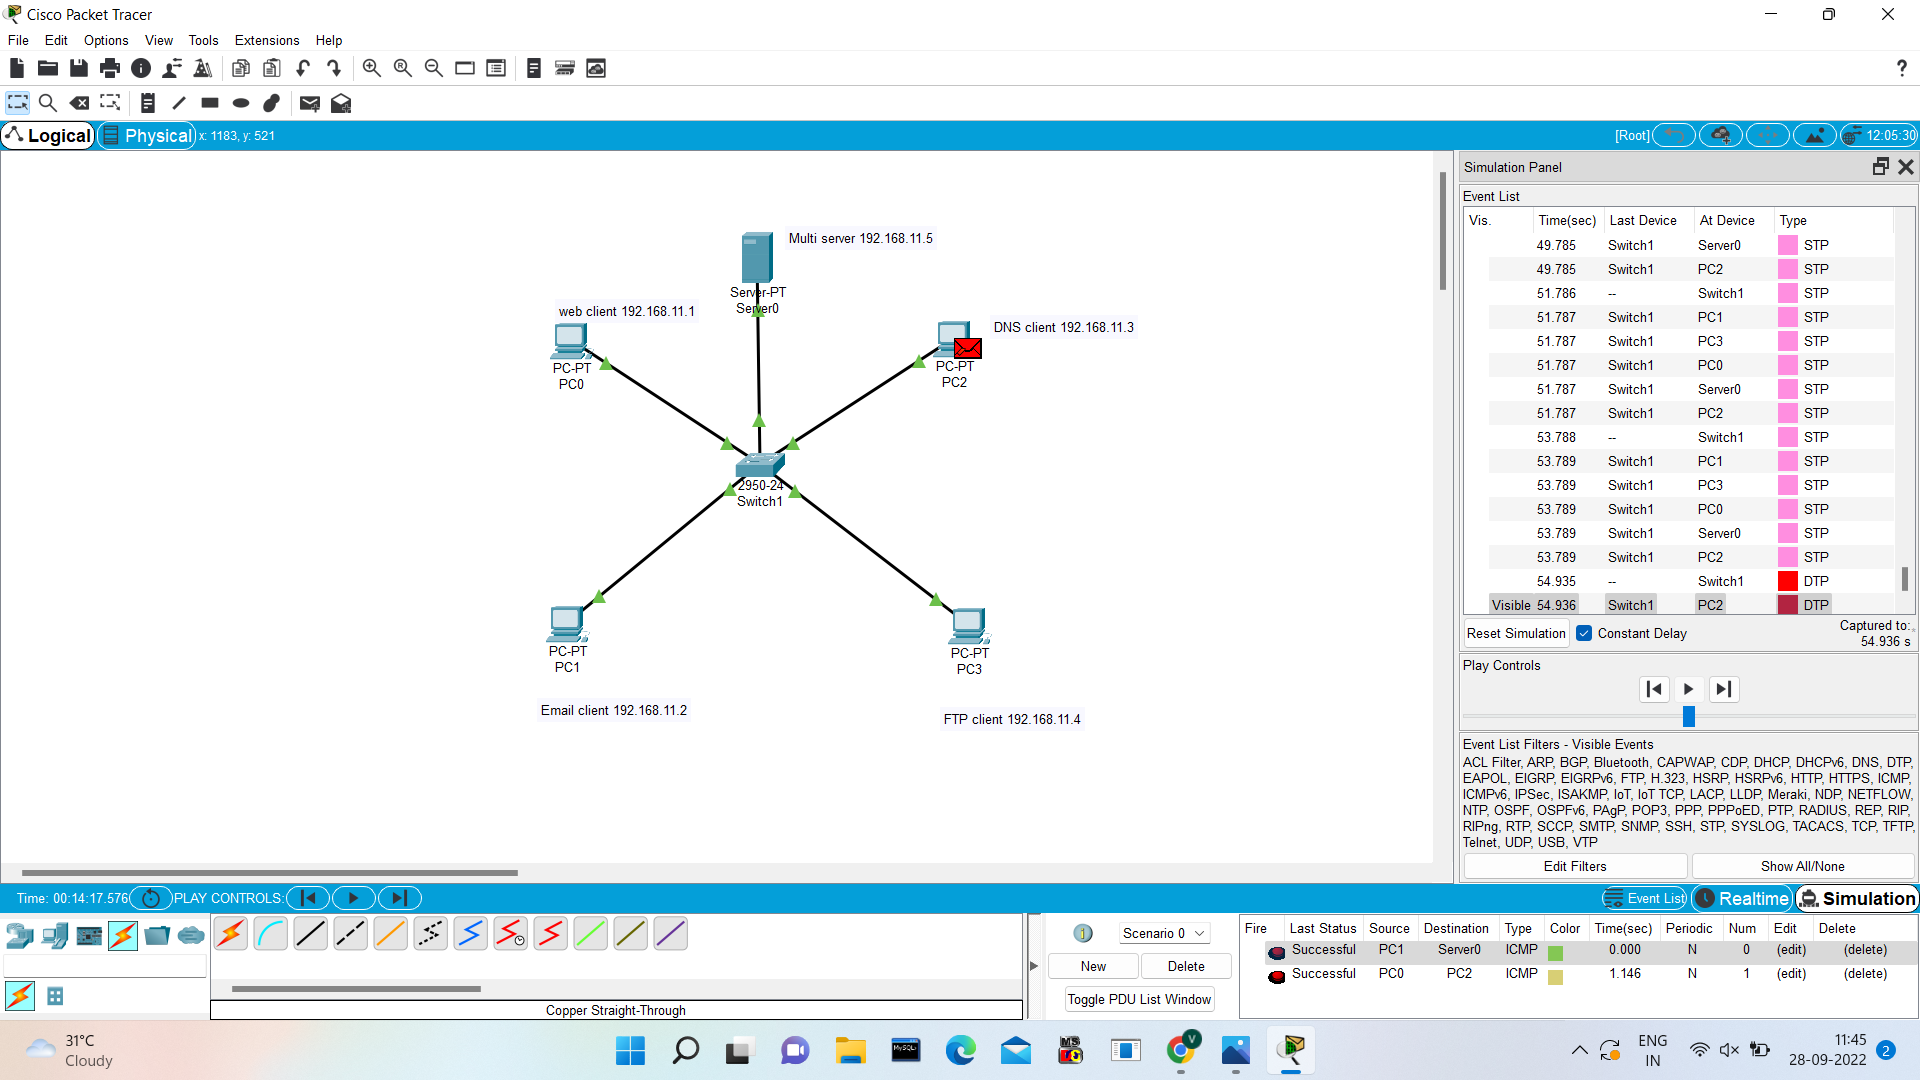 Cisco Packet Tracer
File Edit Options View Tools Extensions Help
Logical Physical x: 1183, y: 521 [Root] 12:05:30
Multi server 192.168.11.5
Server-PT
Server0
web client 192.168.11.1
PC-PT
PC0
DNS client 192.168.11.3
PC-PT
PC2
2950-24
Switch1
PC-PT
PC1
PC-PT
PC3
Email client 192.168.11.2
FTP client 192.168.11.4
Simulation Panel
Event List
Vis. Time(sec) Last Device At Device Type
49.785 Switch1 Server0 STP
49.785 Switch1 PC2 STP
51.786 -- Switch1 STP
51.787 Switch1 PC1 STP
51.787 Switch1 PC3 STP
51.787 Switch1 PC0 STP
51.787 Switch1 Server0 STP
51.787 Switch1 PC2 STP
53.788 -- Switch1 STP
53.789 Switch1 PC1 STP
53.789 Switch1 PC3 STP
53.789 Switch1 PC0 STP
53.789 Switch1 Server0 STP
53.789 Switch1 PC2 STP
54.935 -- Switch1 DTP
Visible 54.936 Switch1 PC2 DTP
Reset Simulation Constant Delay Captured to:
54.936 s
Play Controls
Event List Filters - Visible Events
ACL Filter, ARP, BGP, Bluetooth, CAPWAP, CDP, DHCP, DHCPv6, DNS, DTP,
EAPOL, EIGRP, EIGRPv6, FTP, H.323, HSRP, HSRPv6, HTTP, HTTPS, ICMP,
ICMPv6, IPSec, ISAKMP, IoT, IoT TCP, LACP, LLDP, Meraki, NDP, NETFLOW,
NTP, OSPF, OSPFv6, PAgP, POP3, PPP, PPPoED, PTP, RADIUS, REP, RIP,
RIPng, RTP, SCCP, SMTP, SNMP, SSH, STP, SYSLOG, TACACS, TCP, TFTP,
Telnet, UDP, USB, VTP
Edit Filters Show All/None
Time: 00:14:17.576 PLAY CONTROLS: Event List Realtime Simulation
Copper Straight-Through
1 Scenario 0
New Delete
Toggle PDU List Window
Fire Last Status Source Destination Type Color Time(sec) Periodic Num Edit Delete
Successful PC1 Server0 ICMP 0.000 N 0 (edit) (delete)
Successful PC0 PC2 ICMP 1.146 N 1 (edit) (delete)
31°C
Cloudy
MySQL
MS
V
ENG
IN
11:45
28-09-2022
2